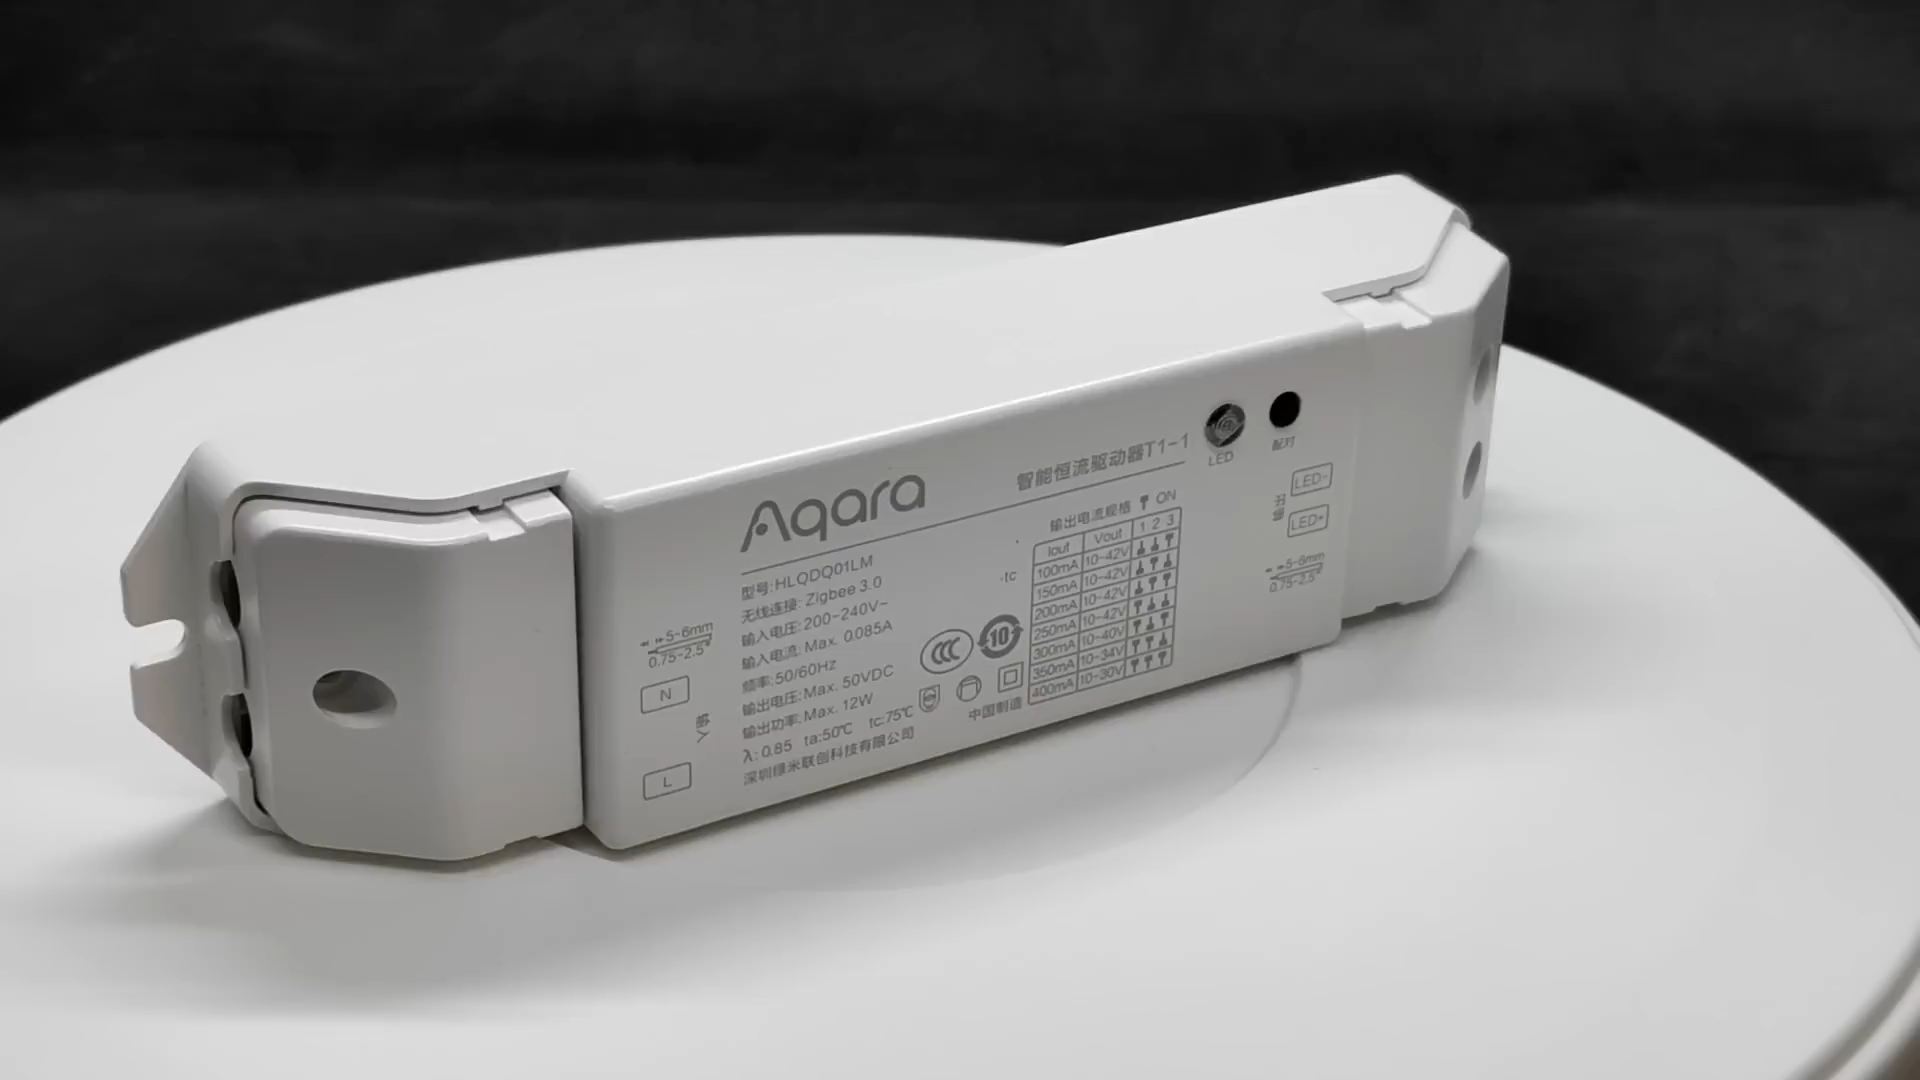 Aqara
智能恒流驱动器T1-1
型号:HLQDQ01LM
无线连接: Zigbee 3.0
输入电压: 200-240V~
输入电流: Max. 0.085A
频率: 50/60Hz
输出电压: Max. 50VDC
输出功率: Max. 12W
λ: 0.85 ta:50℃ tc:75℃
深圳绿米联创科技有限公司
5-6mm
0.75-2.5
N
输入
L
CCC
10
中国制造
·tc
输出电流规格 ON
Iout Vout 1 2 3
100mA 10-42V
150mA 10-42V
200mA 10-42V
250mA 10-42V
300mA 10-40V
350mA 10-34V
400mA 10-30V
LED
配对
LED-
输出
LED+
5-6mm
0.75-2.5